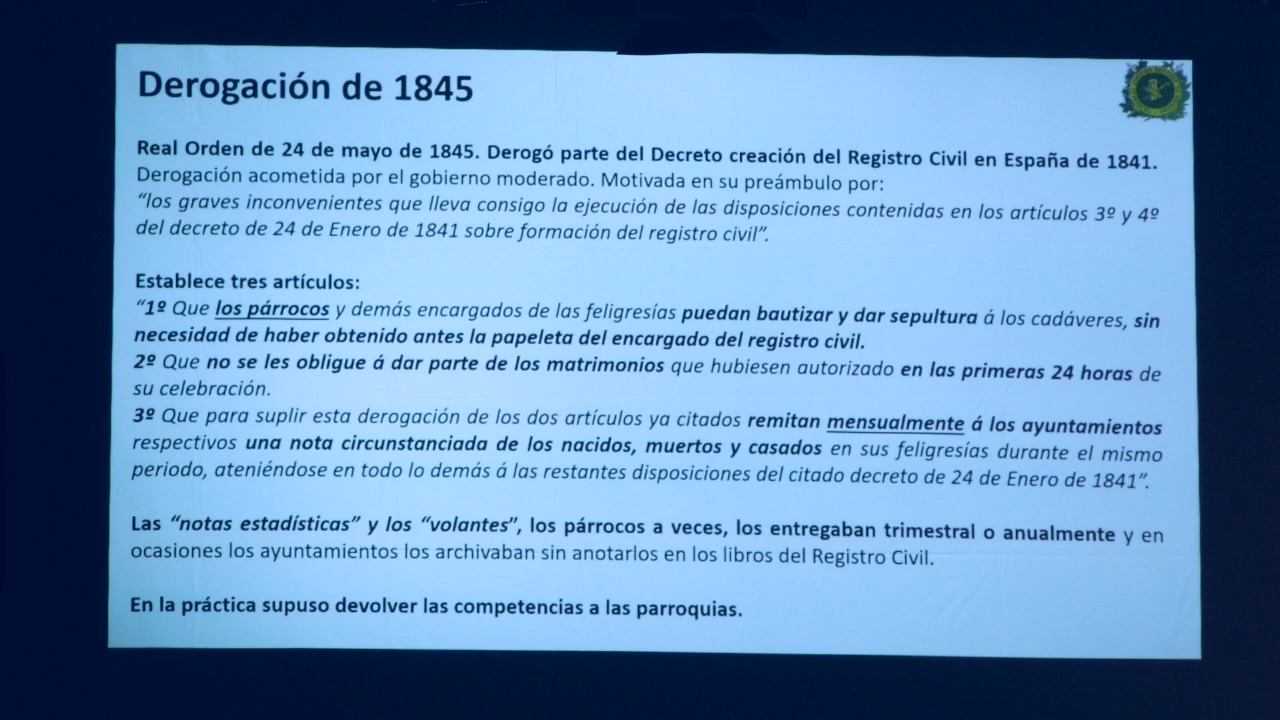 Derogación de 1845
Real Orden de 24 de mayo de 1845. Derogó parte del Decreto creación del Registro Civil en España de 1841.
Derogación acometida por el gobierno moderado. Motivada en su preámbulo por:
“los graves inconvenientes que lleva consigo la ejecución de las disposiciones contenidas en los artículos 3º y 4º
del decreto de 24 de Enero de 1841 sobre formación del registro civil”.
Establece tres artículos:
“1º Que los párrocos y demás encargados de las feligresías puedan bautizar y dar sepultura á los cadáveres, sin
necesidad de haber obtenido antes la papeleta del encargado del registro civil.
2º Que no se les obligue á dar parte de los matrimonios que hubiesen autorizado en las primeras 24 horas de
su celebración.
3º Que para suplir esta derogación de los dos artículos ya citados remitan mensualmente á los ayuntamientos
respectivos una nota circunstanciada de los nacidos, muertos y casados en sus feligresías durante el mismo
periodo, ateniéndose en todo lo demás á las restantes disposiciones del citado decreto de 24 de Enero de 1841”.
Las “notas estadísticas” y los “volantes”, los párrocos a veces, los entregaban trimestral o anualmente y en
ocasiones los ayuntamientos los archivaban sin anotarlos en los libros del Registro Civil.
En la práctica supuso devolver las competencias a las parroquias.